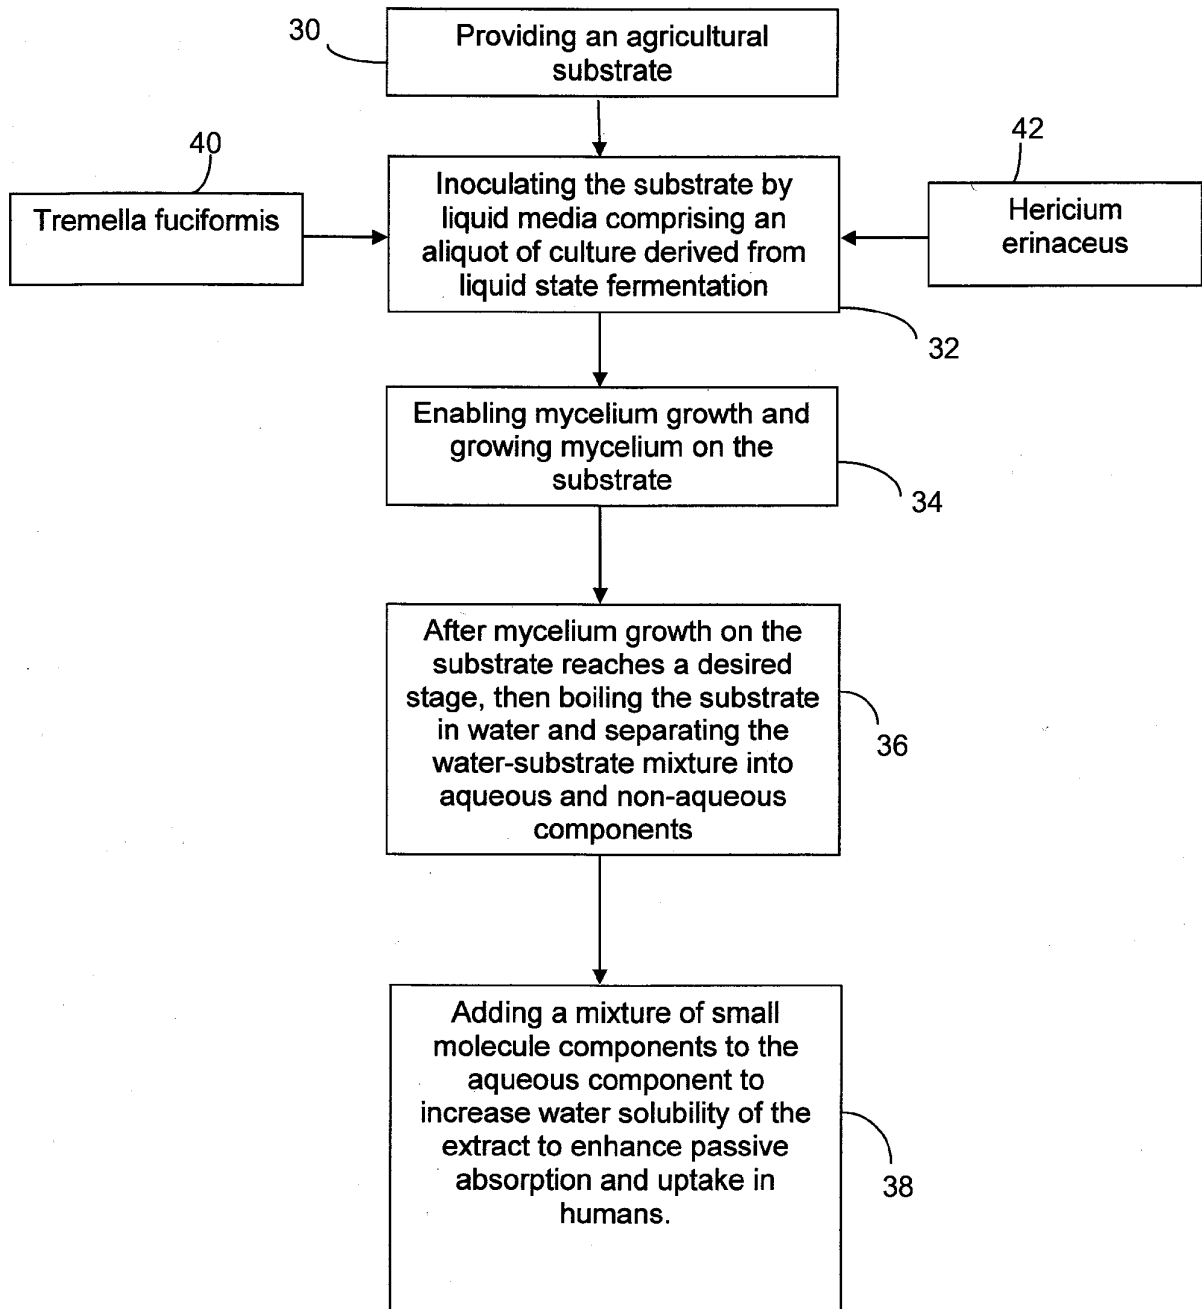 30
Providing an agricultural
substrate
40
Tremella fuciformis
Inoculating the substrate by
liquid media comprising an
aliquot of culture derived from
liquid state fermentation
42
Hericium
erinaceus
32
Enabling mycelium growth and
growing mycelium on the
substrate
34
After mycelium growth on the
substrate reaches a desired
stage, then boiling the substrate
in water and separating the
water-substrate mixture into
aqueous and non-aqueous
components
36
Adding a mixture of small
molecule components to the
aqueous component to
increase water solubility of the
extract to enhance passive
absorption and uptake in
humans.
38